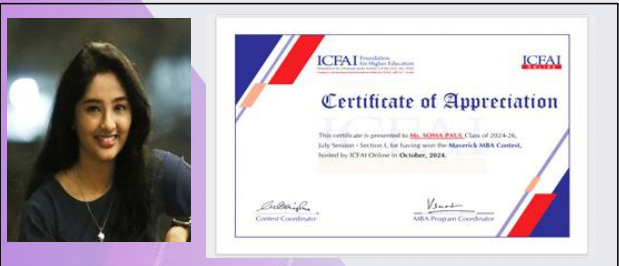 ICFAI Foundation for Higher Education
ICFAI
ONLINE
Certificate of Appreciation
This certificate is presented to Ms. SOMA PAUL Class of 2024-26,
July Session - Section I, for having won the Maverick MBA Contest,
hosted by ICFAI Online in October, 2024.
Contest Coordinator
MBA Program Coordinator